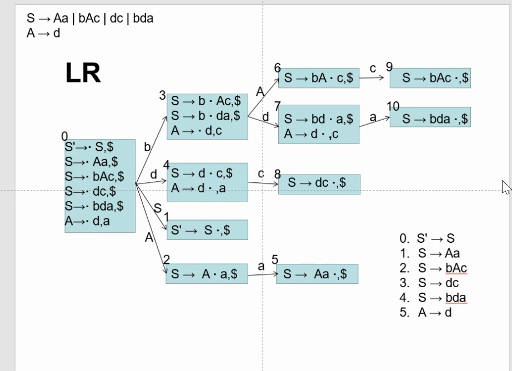 S → Aa | bAc | dc | bda
A → d
LR
0
S'→· S,$
S→· Aa,$
S→· bAc,$
S→· dc,$
S→· bda,$
A→· d,a
b
d
S
A
3
S → b · Ac,$
S → b · da,$
A → · d,c
A
d
4
S → d · c,$
A → d · ,a
c
1
S' → S ·,$
2
S → A · a,$
a
5
S → Aa ·,$
6
S → bA · c,$
c
9
S → bAc ·,$
7
S → bd · a,$
A → d · ,c
a
10
S → bda ·,$
8
S → dc ·,$
0. S' → S
1. S → Aa
2. S → bAc
3. S → dc
4. S → bda
5. A → d